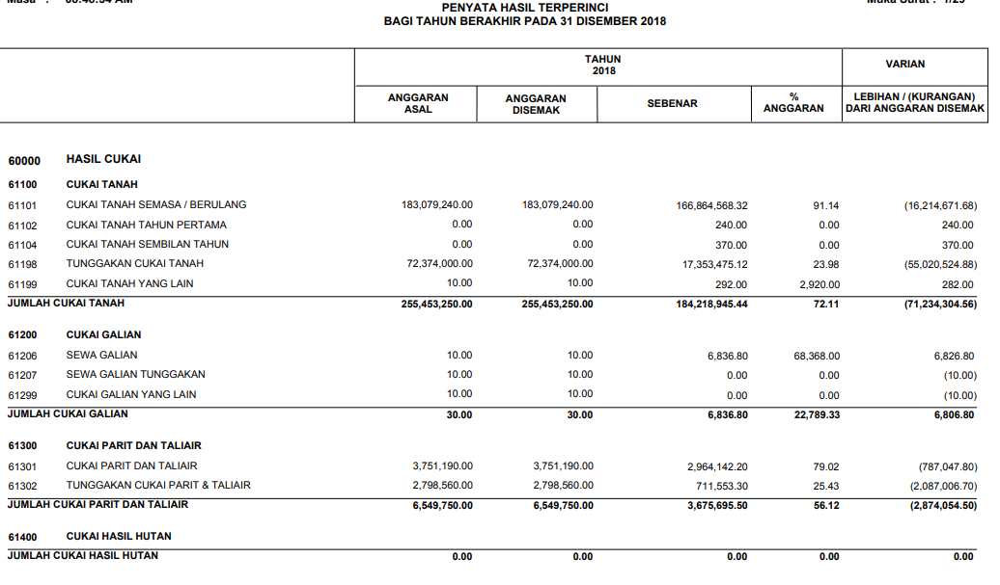 Masa : 08:48:54 AM
Muka Surat : 1/29
PENYATA HASIL TERPERINCI
BAGI TAHUN BERAKHIR PADA 31 DISEMBER 2018
TAHUN
2018
VARIAN
ANGGARAN ASAL
ANGGARAN DISEMAK
SEBENAR
% ANGGARAN
LEBIHAN / (KURANGAN) DARI ANGGARAN DISEMAK
60000 HASIL CUKAI
61100 CUKAI TANAH
61101 CUKAI TANAH SEMASA / BERULANG 183,079,240.00 183,079,240.00 166,864,568.32 91.14 (16,214,671.68)
61102 CUKAI TANAH TAHUN PERTAMA 0.00 0.00 240.00 0.00 240.00
61104 CUKAI TANAH SEMBILAN TAHUN 0.00 0.00 370.00 0.00 370.00
61198 TUNGGAKAN CUKAI TANAH 72,374,000.00 72,374,000.00 17,353,475.12 23.98 (55,020,524.88)
61199 CUKAI TANAH YANG LAIN 10.00 10.00 292.00 2,920.00 282.00
JUMLAH CUKAI TANAH 255,453,250.00 255,453,250.00 184,218,945.44 72.11 (71,234,304.56)
61200 CUKAI GALIAN
61206 SEWA GALIAN 10.00 10.00 6,836.80 68,368.00 6,826.80
61207 SEWA GALIAN TUNGGAKAN 10.00 10.00 0.00 0.00 (10.00)
61299 CUKAI GALIAN YANG LAIN 10.00 10.00 0.00 0.00 (10.00)
JUMLAH CUKAI GALIAN 30.00 30.00 6,836.80 22,789.33 6,806.80
61300 CUKAI PARIT DAN TALIAIR
61301 CUKAI PARIT DAN TALIAIR 3,751,190.00 3,751,190.00 2,964,142.20 79.02 (787,047.80)
61302 TUNGGAKAN CUKAI PARIT & TALIAIR 2,798,560.00 2,798,560.00 711,553.30 25.43 (2,087,006.70)
JUMLAH CUKAI PARIT DAN TALIAIR 6,549,750.00 6,549,750.00 3,675,695.50 56.12 (2,874,054.50)
61400 CUKAI HASIL HUTAN
JUMLAH CUKAI HASIL HUTAN 0.00 0.00 0.00 0.00 0.00